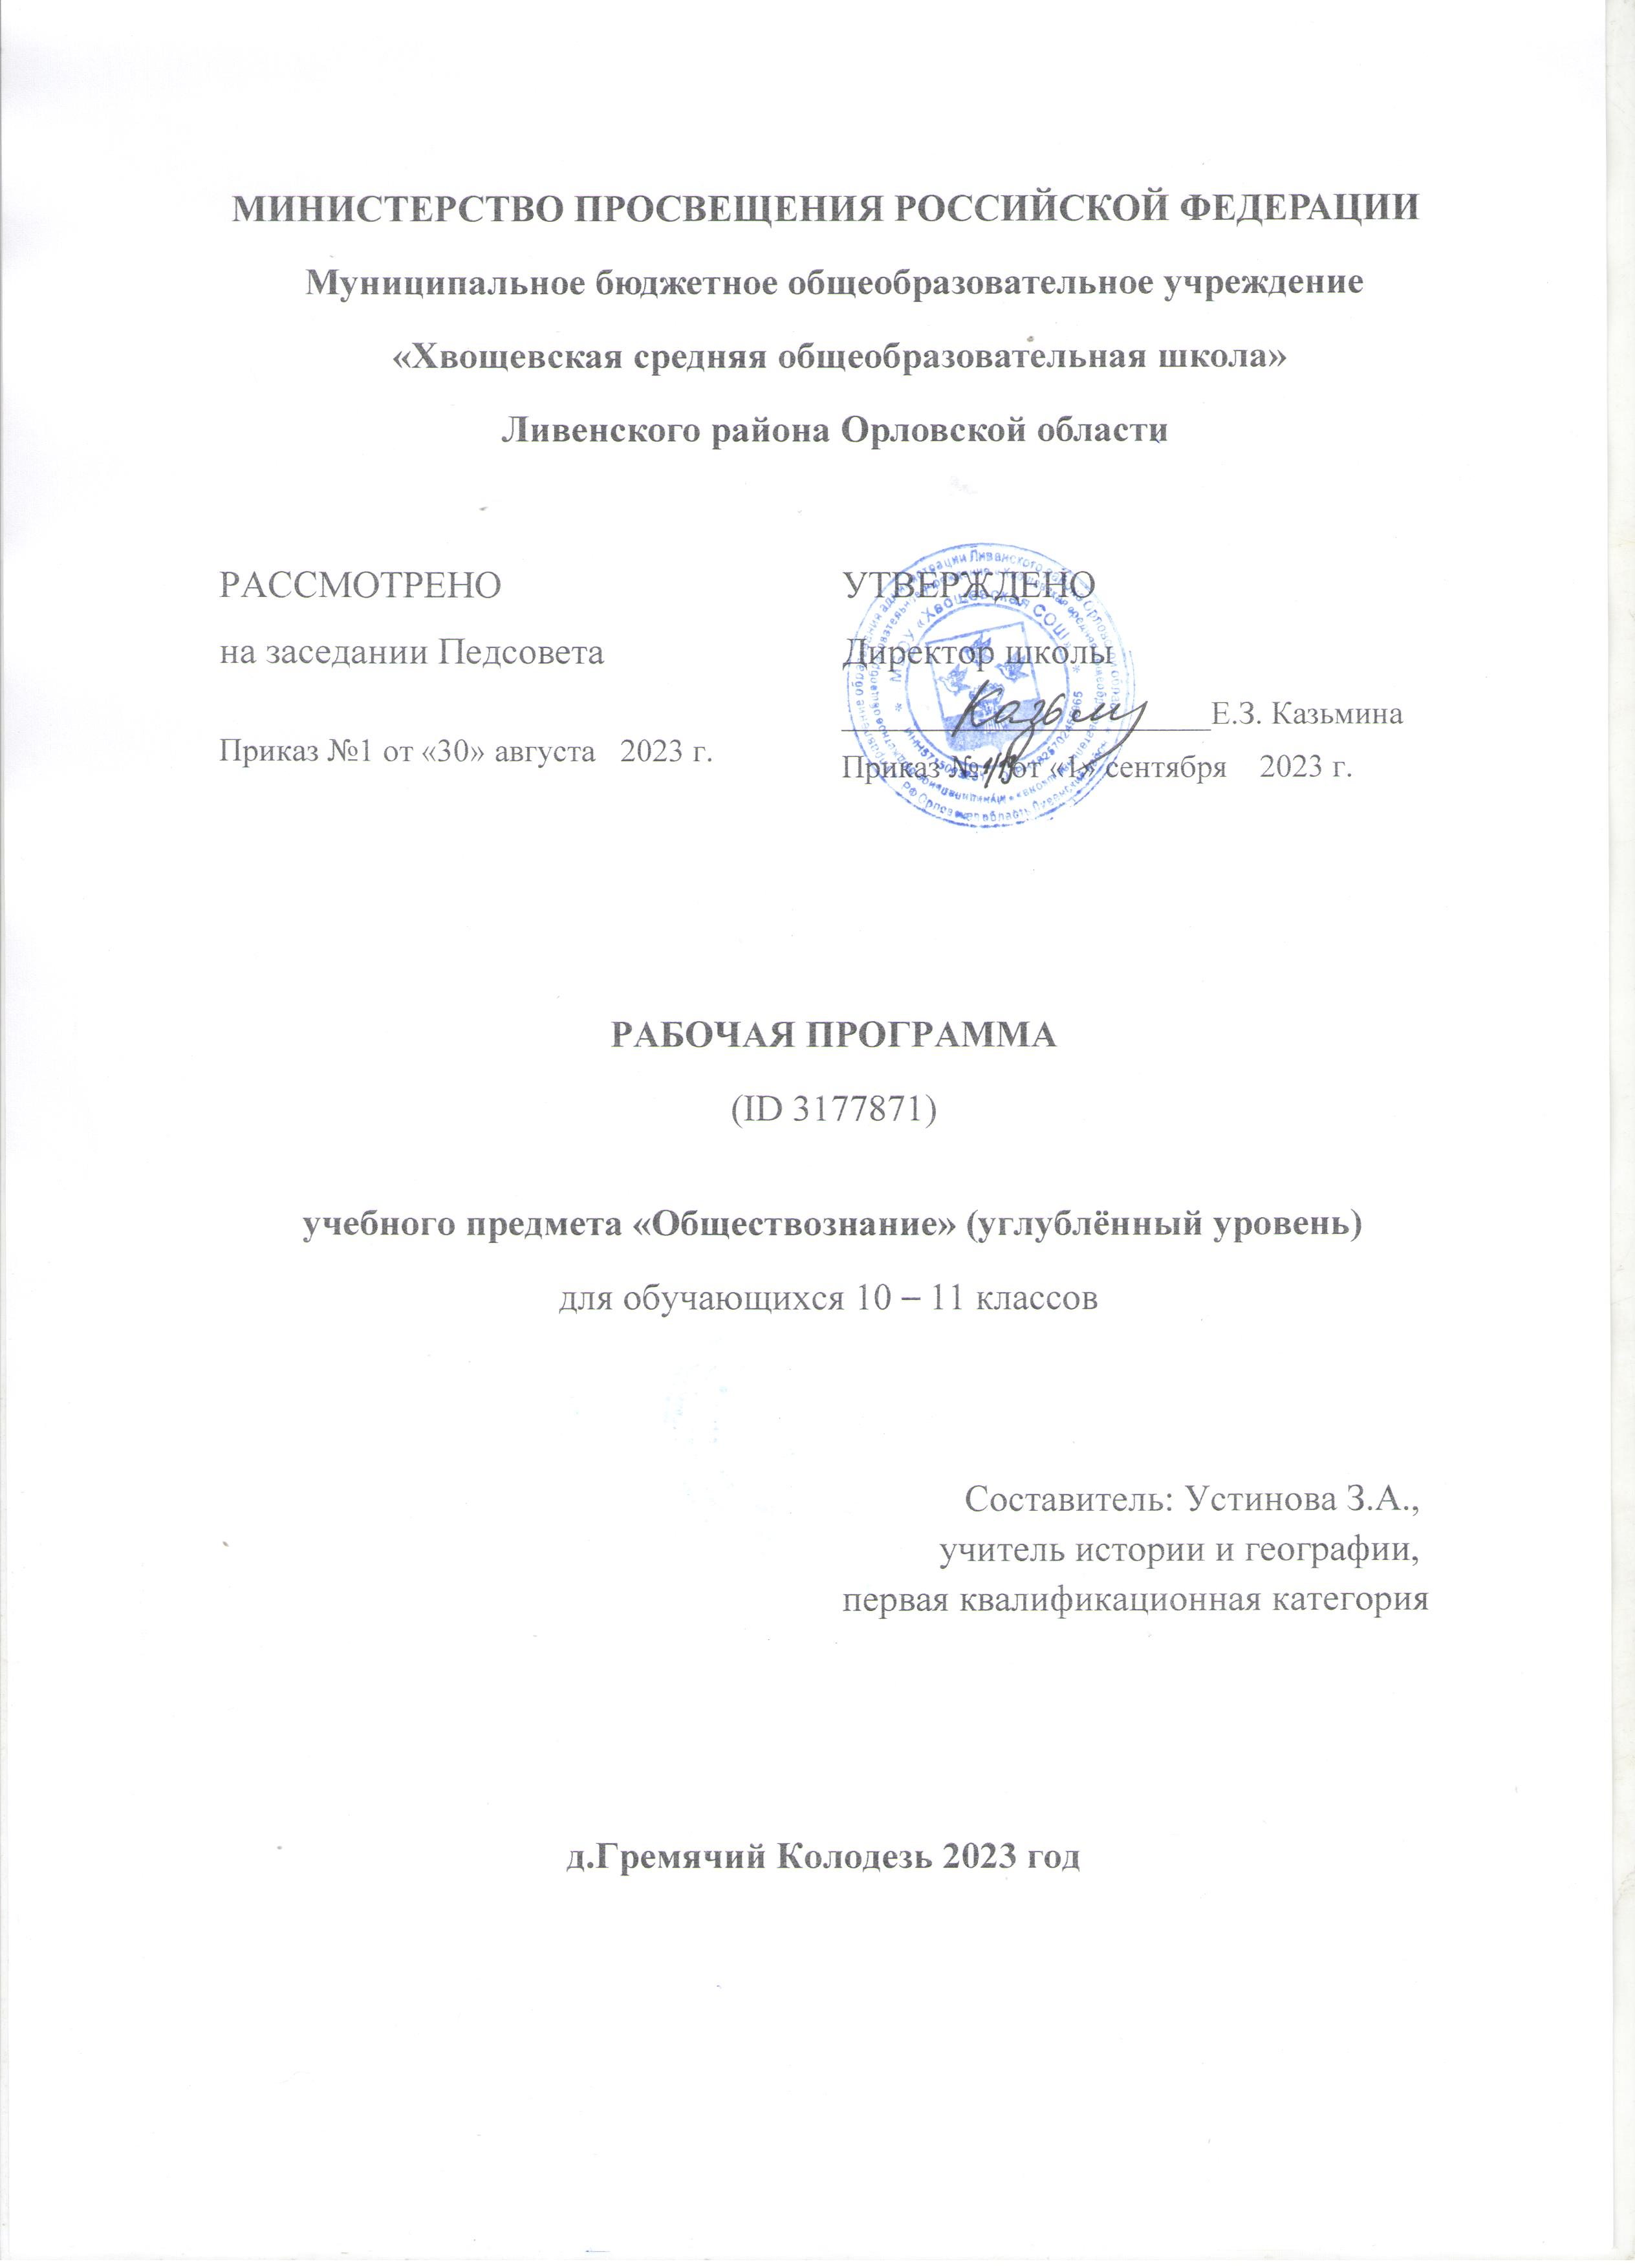 МИНИСТЕРСТВО ПРОСВЕЩЕНИЯ РОССИЙСКОЙ ФЕДЕРАЦИИ
Муниципальное бюджетное общеобразовательное учреждение
«Хвощевская средняя общеобразовательная школа»
Ливенского района Орловской области
РАССМОТРЕНО
на заседании Педсовета
Приказ №1 от «30» августа 2023 г.
УТВЕРЖДЕНО
Директор школы
Е.З. Казьмина
Приказ № от «1» сентября 2023 г.
«Хвощевская СОШ»
РАБОЧАЯ ПРОГРАММА
(ID 3177871)
учебного предмета «Обществознание» (углублённый уровень)
для обучающихся 10 – 11 классов
Составитель: Устинова З.А.,
учитель истории и географии,
первая квалификационная категория
д.Гремячий Колодезь 2023 год